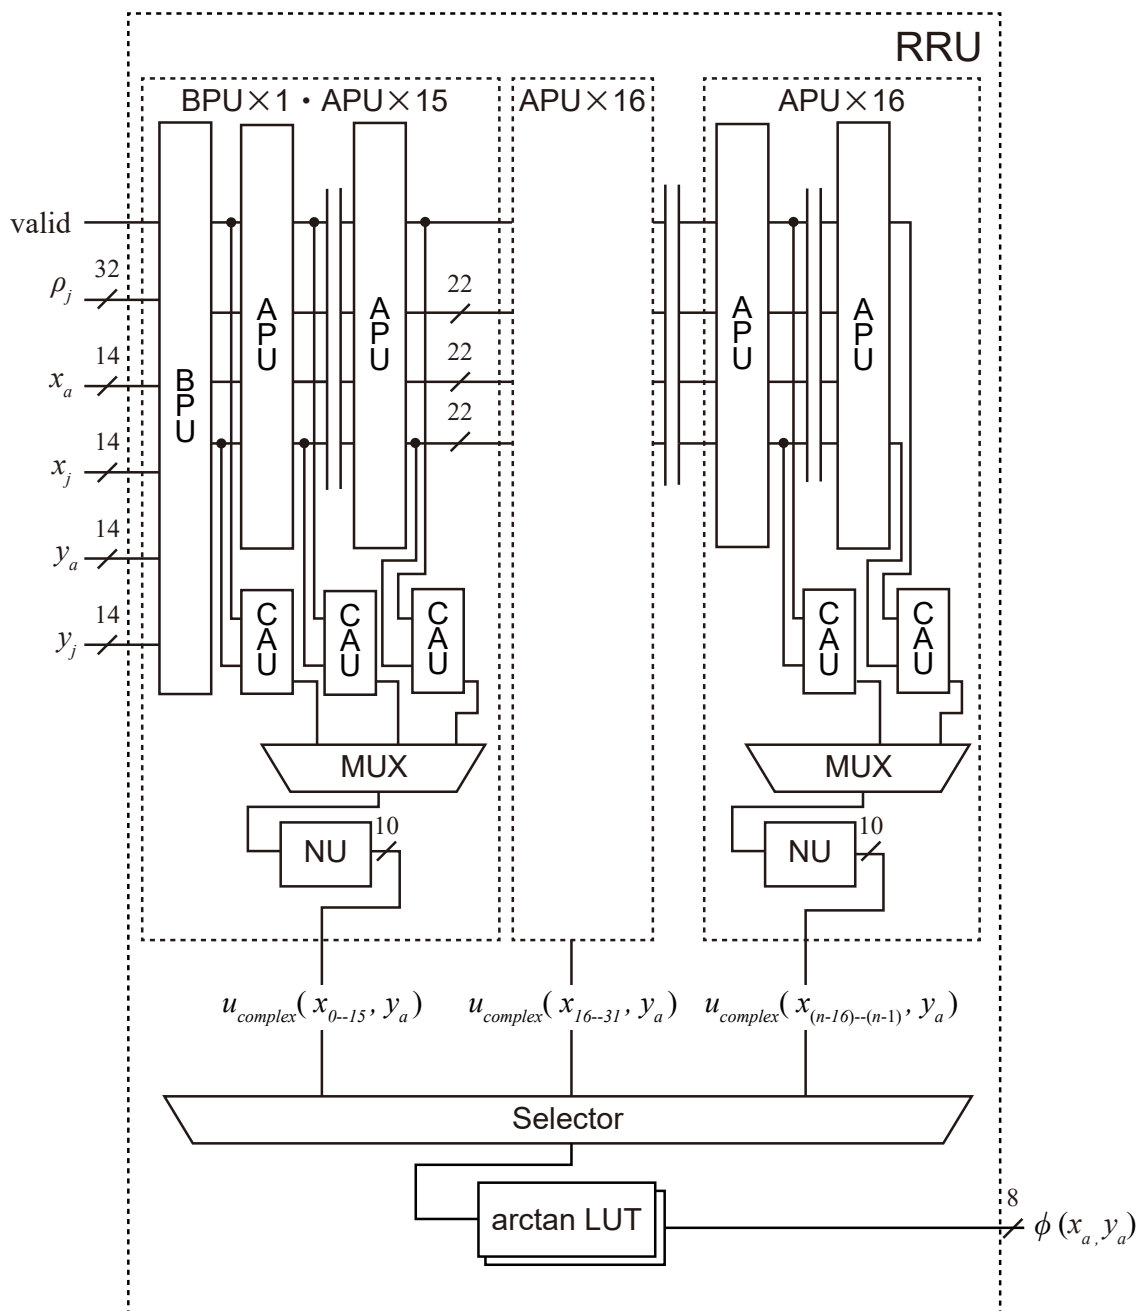 RRU
BPU×1・APU×15
APU×16
APU×16
valid
32
ρj
14
xa
14
xj
14
ya
14
yj
BPU
APU
APU
22
22
22
APU
APU
CAU
CAU
CAU
CAU
CAU
MUX
MUX
NU
10
NU
10
ucomplex( x0--15, ya)
ucomplex( x16--31, ya)
ucomplex( x(n-16)--(n-1), ya)
Selector
arctan LUT
8
ϕ (xa , ya)